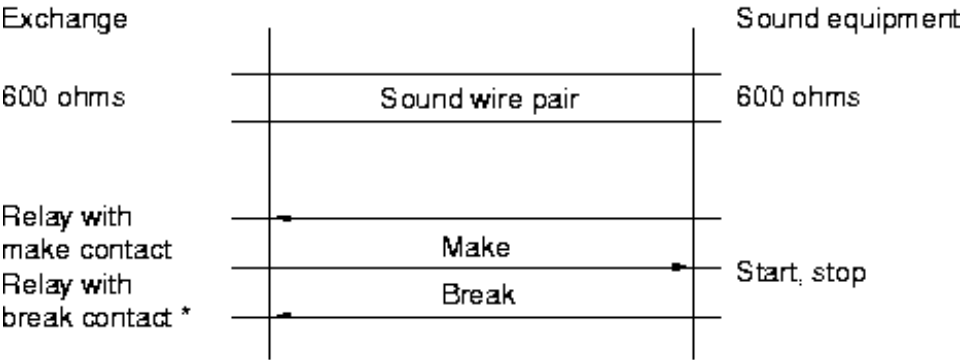 Exchange
Sound equipment
600 ohms
Sound wire pair
600 ohms
Relay with
make contact
Make
Start, stop
Relay with
break contact *
Break